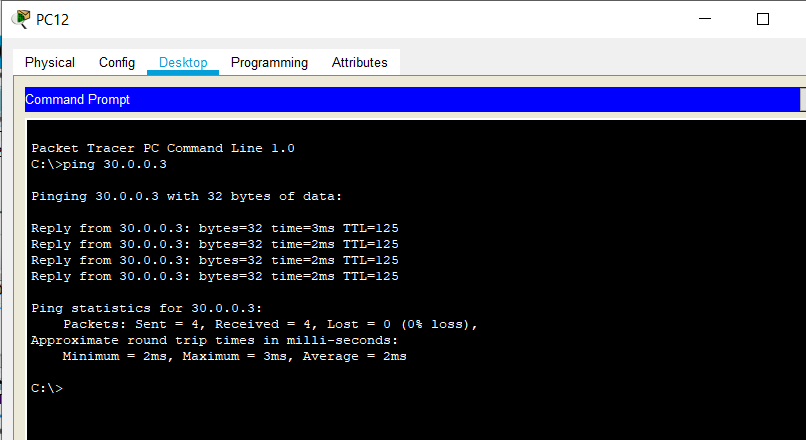 PC12
Physical Config Desktop Programming Attributes
Command Prompt
Packet Tracer PC Command Line 1.0
C:\>ping 30.0.0.3
Pinging 30.0.0.3 with 32 bytes of data:
Reply from 30.0.0.3: bytes=32 time=3ms TTL=125
Reply from 30.0.0.3: bytes=32 time=2ms TTL=125
Reply from 30.0.0.3: bytes=32 time=2ms TTL=125
Reply from 30.0.0.3: bytes=32 time=2ms TTL=125
Ping statistics for 30.0.0.3:
Packets: Sent = 4, Received = 4, Lost = 0 (0% loss),
Approximate round trip times in milli-seconds:
Minimum = 2ms, Maximum = 3ms, Average = 2ms
C:\>